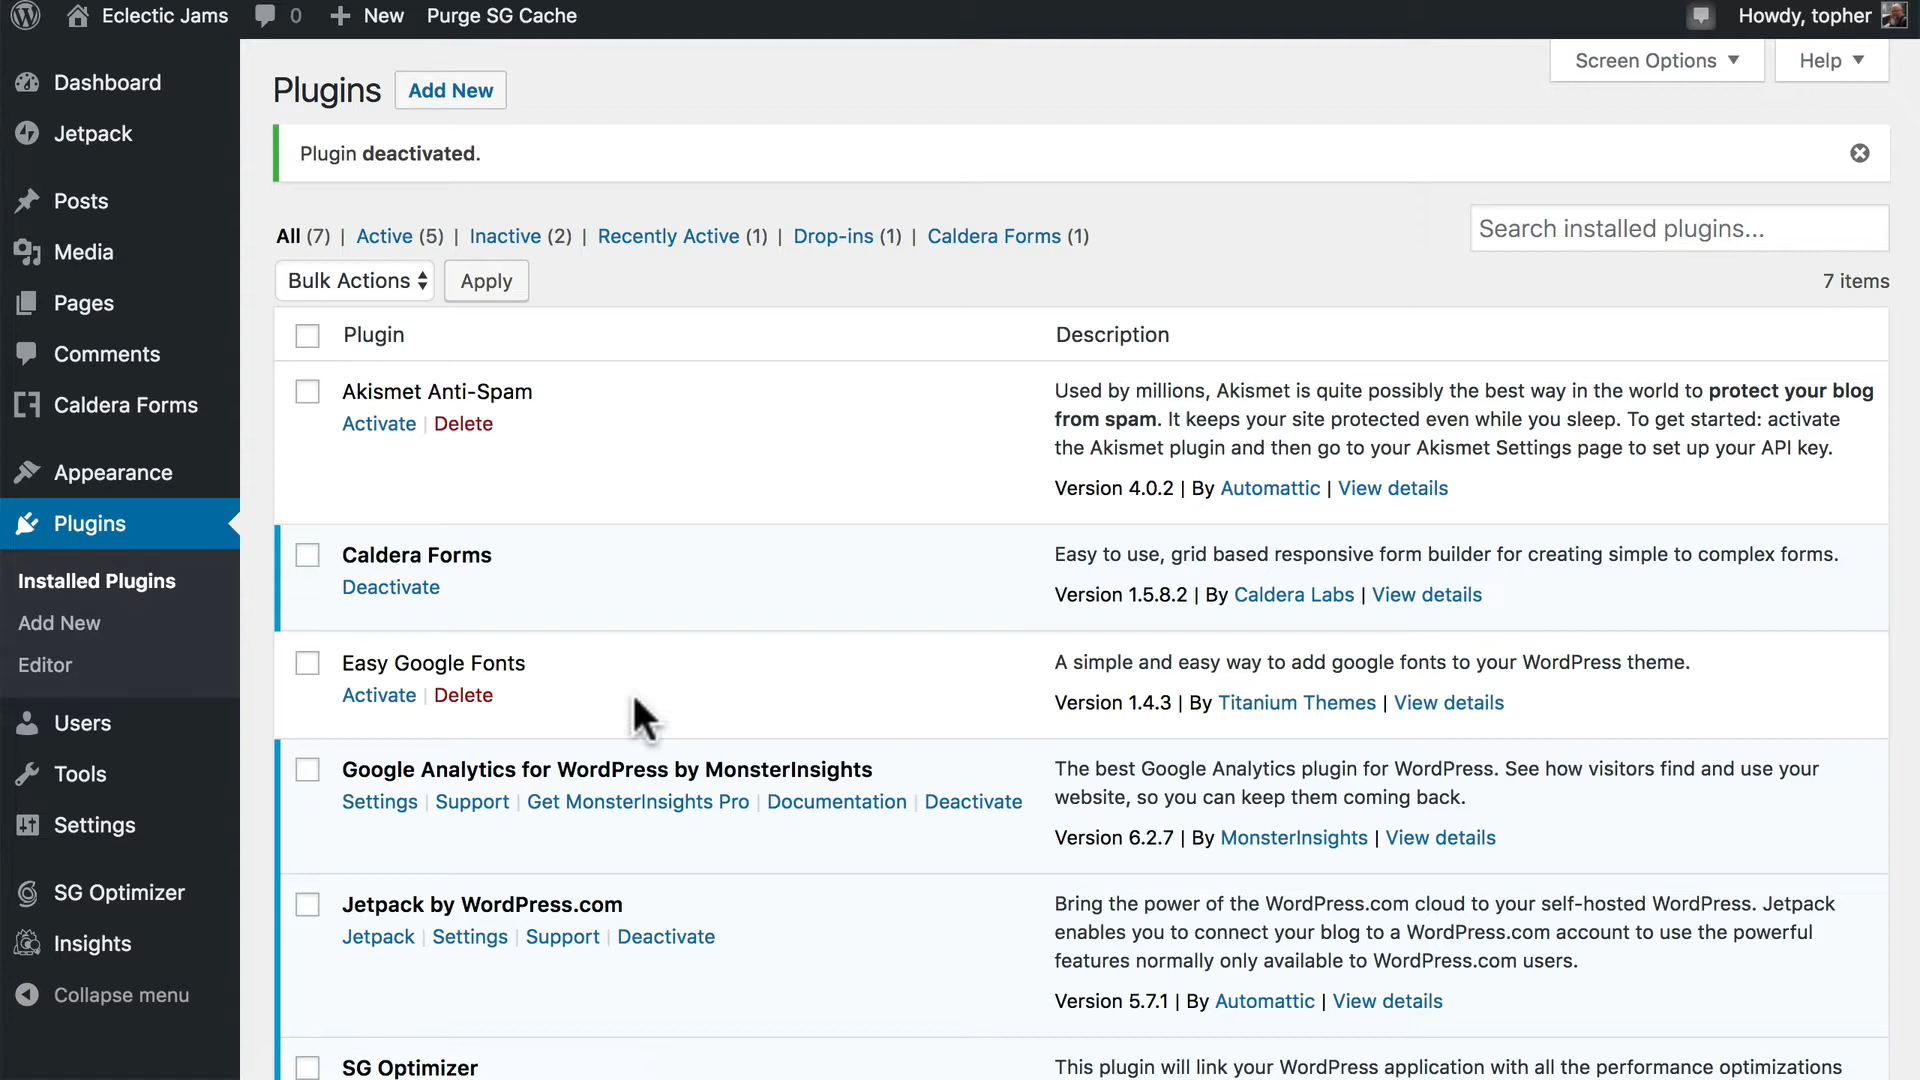 Eclectic Jams 0 New Purge SG Cache Howdy, topher
Screen Options Help
Dashboard
Jetpack
Posts
Media
Pages
Comments
Caldera Forms
Appearance
Plugins
Installed Plugins
Add New
Editor
Users
Tools
Settings
SG Optimizer
Insights
Collapse menu
Plugins Add New
Plugin deactivated.
All (7) | Active (5) | Inactive (2) | Recently Active (1) | Drop-ins (1) | Caldera Forms (1)
Search installed plugins...
Bulk Actions Apply
7 items
Plugin Description
Akismet Anti-Spam
Activate | Delete
Used by millions, Akismet is quite possibly the best way in the world to protect your blog
from spam. It keeps your site protected even while you sleep. To get started: activate
the Akismet plugin and then go to your Akismet Settings page to set up your API key.
Version 4.0.2 | By Automattic | View details
Caldera Forms
Deactivate
Easy to use, grid based responsive form builder for creating simple to complex forms.
Version 1.5.8.2 | By Caldera Labs | View details
Easy Google Fonts
Activate | Delete
A simple and easy way to add google fonts to your WordPress theme.
Version 1.4.3 | By Titanium Themes | View details
Google Analytics for WordPress by MonsterInsights
Settings | Support | Get MonsterInsights Pro | Documentation | Deactivate
The best Google Analytics plugin for WordPress. See how visitors find and use your
website, so you can keep them coming back.
Version 6.2.7 | By MonsterInsights | View details
Jetpack by WordPress.com
Jetpack | Settings | Support | Deactivate
Bring the power of the WordPress.com cloud to your self-hosted WordPress. Jetpack
enables you to connect your blog to a WordPress.com account to use the powerful
features normally only available to WordPress.com users.
Version 5.7.1 | By Automattic | View details
SG Optimizer
This plugin will link your WordPress application with all the performance optimizations